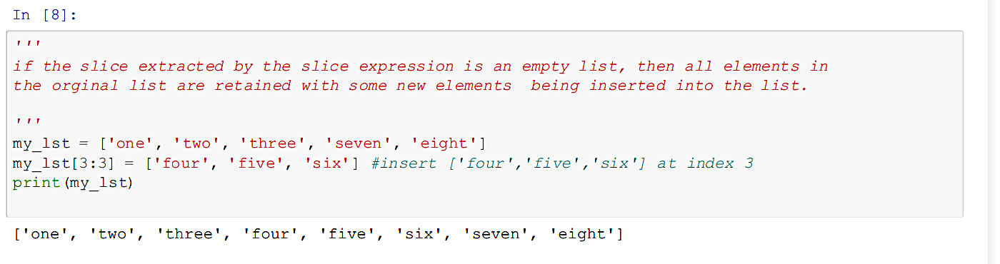 In [8]:
'''
if the slice extracted by the slice expression is an empty list, then all elements in
the orginal list are retained with some new elements  being inserted into the list.
'''
my_lst = ['one', 'two', 'three', 'seven', 'eight']
my_lst[3:3] = ['four', 'five', 'six'] #insert ['four','five','six'] at index 3
print(my_lst)
['one', 'two', 'three', 'four', 'five', 'six', 'seven', 'eight']